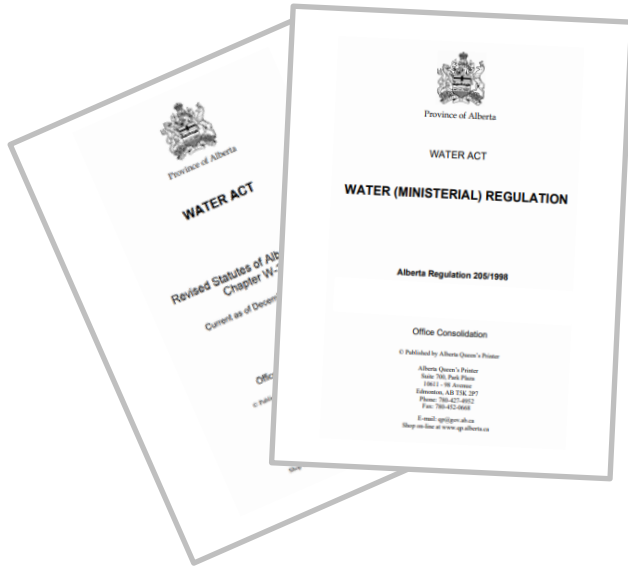 Province of Alberta
WATER ACT
Revised Statutes of Alb
Chapter W-
Current as of Decem
Offic
© Publi
Shop
Province of Alberta
WATER ACT
WATER (MINISTERIAL) REGULATION
Alberta Regulation 205/1998
Office Consolidation
© Published by Alberta Queen's Printer
Alberta Queen's Printer
Suite 700, Park Plaza
10611 - 98 Avenue
Edmonton, AB T5K 2P7
Phone: 780-427-4952
Fax: 780-452-0668
E-mail: qp@gov.ab.ca
Shop on-line at www.qp.alberta.ca